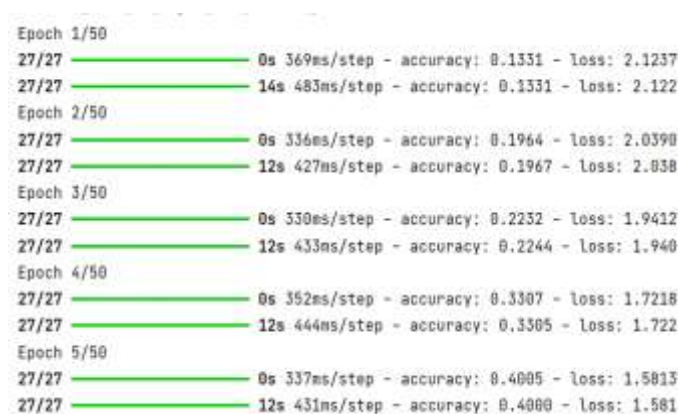 Epoch 1/50
27/27 0s 369ms/step - accuracy: 0.1331 - loss: 2.1237
27/27 14s 483ms/step - accuracy: 0.1331 - loss: 2.122
Epoch 2/50
27/27 0s 336ms/step - accuracy: 0.1964 - loss: 2.0390
27/27 12s 427ms/step - accuracy: 0.1967 - loss: 2.038
Epoch 3/50
27/27 0s 330ms/step - accuracy: 0.2232 - loss: 1.9412
27/27 12s 433ms/step - accuracy: 0.2244 - loss: 1.940
Epoch 4/50
27/27 0s 352ms/step - accuracy: 0.3307 - loss: 1.7218
27/27 12s 444ms/step - accuracy: 0.3305 - loss: 1.722
Epoch 5/50
27/27 0s 337ms/step - accuracy: 0.4005 - loss: 1.5813
27/27 12s 431ms/step - accuracy: 0.4000 - loss: 1.581